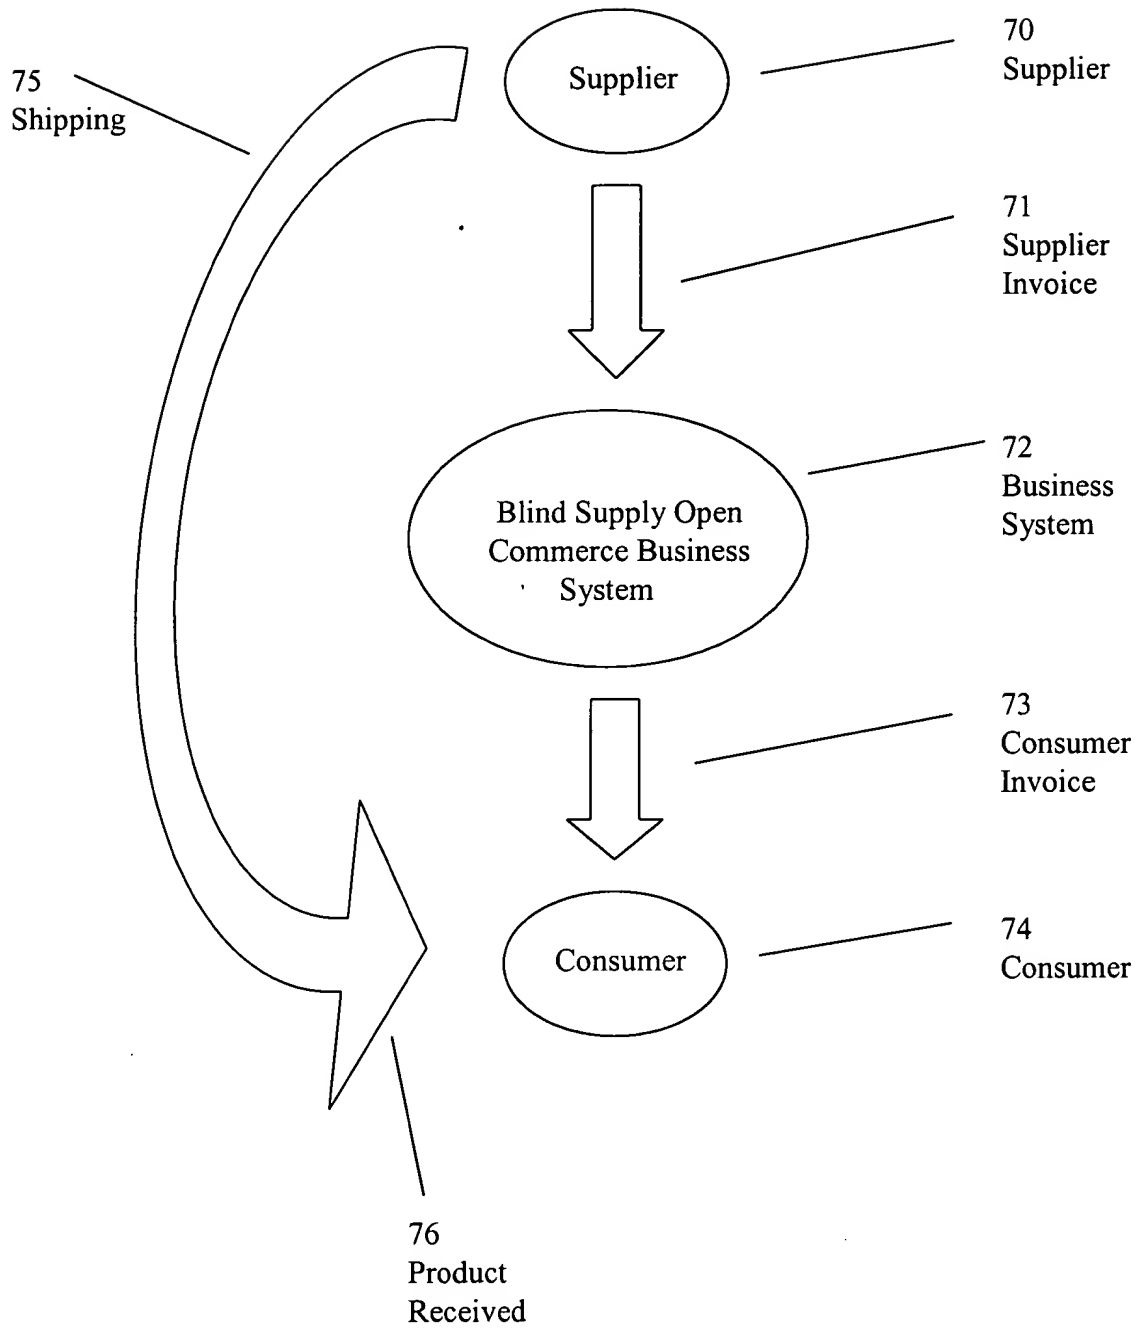 70
Supplier
Supplier
75
Shipping
71
Supplier
Invoice
72
Business
System
Blind Supply Open
Commerce Business
System
73
Consumer
Invoice
74
Consumer
Consumer
76
Product
Received